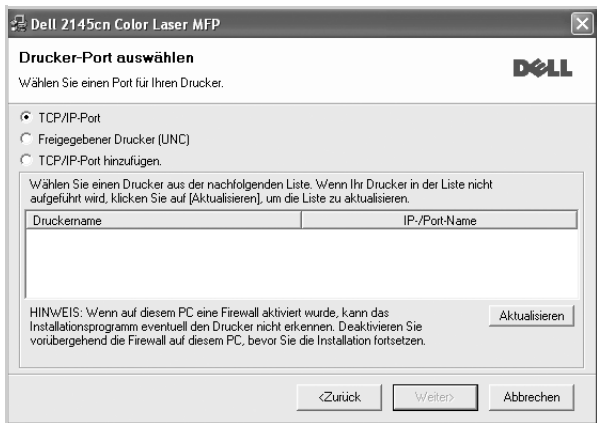 Dell 2145cn Color Laser MFP
Drucker-Port auswählen
Wählen Sie einen Port für Ihren Drucker.
DELL
TCP/IP-Port
Freigegebener Drucker (UNC)
TCP/IP-Port hinzufügen.
Wählen Sie einen Drucker aus der nachfolgenden Liste. Wenn Ihr Drucker in der Liste nicht
aufgeführt wird, klicken Sie auf [Aktualisieren], um die Liste zu aktualisieren.
Druckername IP-/Port-Name
HINWEIS: Wenn auf diesem PC eine Firewall aktiviert wurde, kann das
Installationsprogramm eventuell den Drucker nicht erkennen. Deaktivieren Sie
vorübergehend die Firewall auf diesem PC, bevor Sie die Installation fortsetzen.
Aktualisieren
<Zurück Weiter> Abbrechen